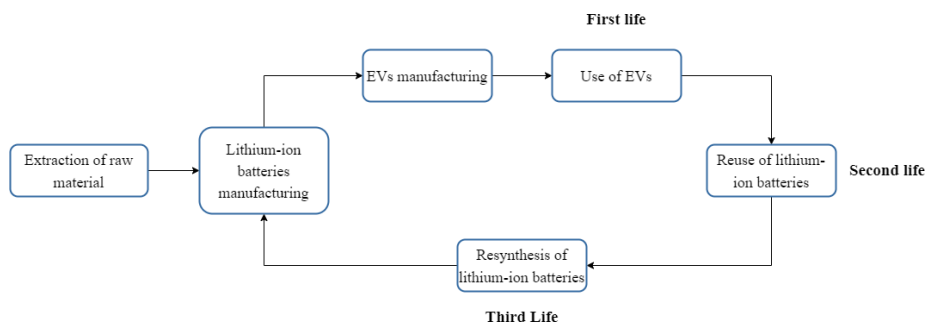 First life
EVs manufacturing
Use of EVs
Extraction of raw
material
Lithium-ion
batteries
manufacturing
Reuse of lithium-
ion batteries
Second life
Resynthesis of
lithium-ion batteries
Third Life